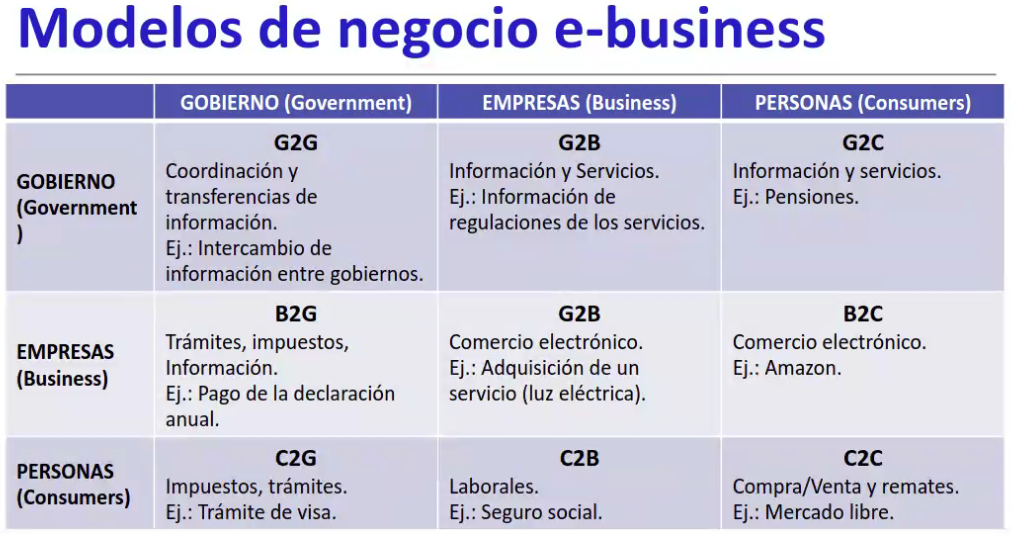 Modelos de negocio e-business
GOBIERNO (Government)
EMPRESAS (Business)
PERSONAS (Consumers)
GOBIERNO
(Government
)
G2G
Coordinación y
transferencias de
información.
Ej.: Intercambio de
información entre gobiernos.
G2B
Información y Servicios.
Ej.: Información de
regulaciones de los servicios.
G2C
Información y servicios.
Ej.: Pensiones.
EMPRESAS
(Business)
B2G
Trámites, impuestos,
Información.
Ej.: Pago de la declaración
anual.
G2B
Comercio electrónico.
Ej.: Adquisición de un
servicio (luz eléctrica).
B2C
Comercio electrónico.
Ej.: Amazon.
PERSONAS
(Consumers)
C2G
Impuestos, trámites.
Ej.: Trámite de visa.
C2B
Laborales.
Ej.: Seguro social.
C2C
Compra/Venta y remates.
Ej.: Mercado libre.